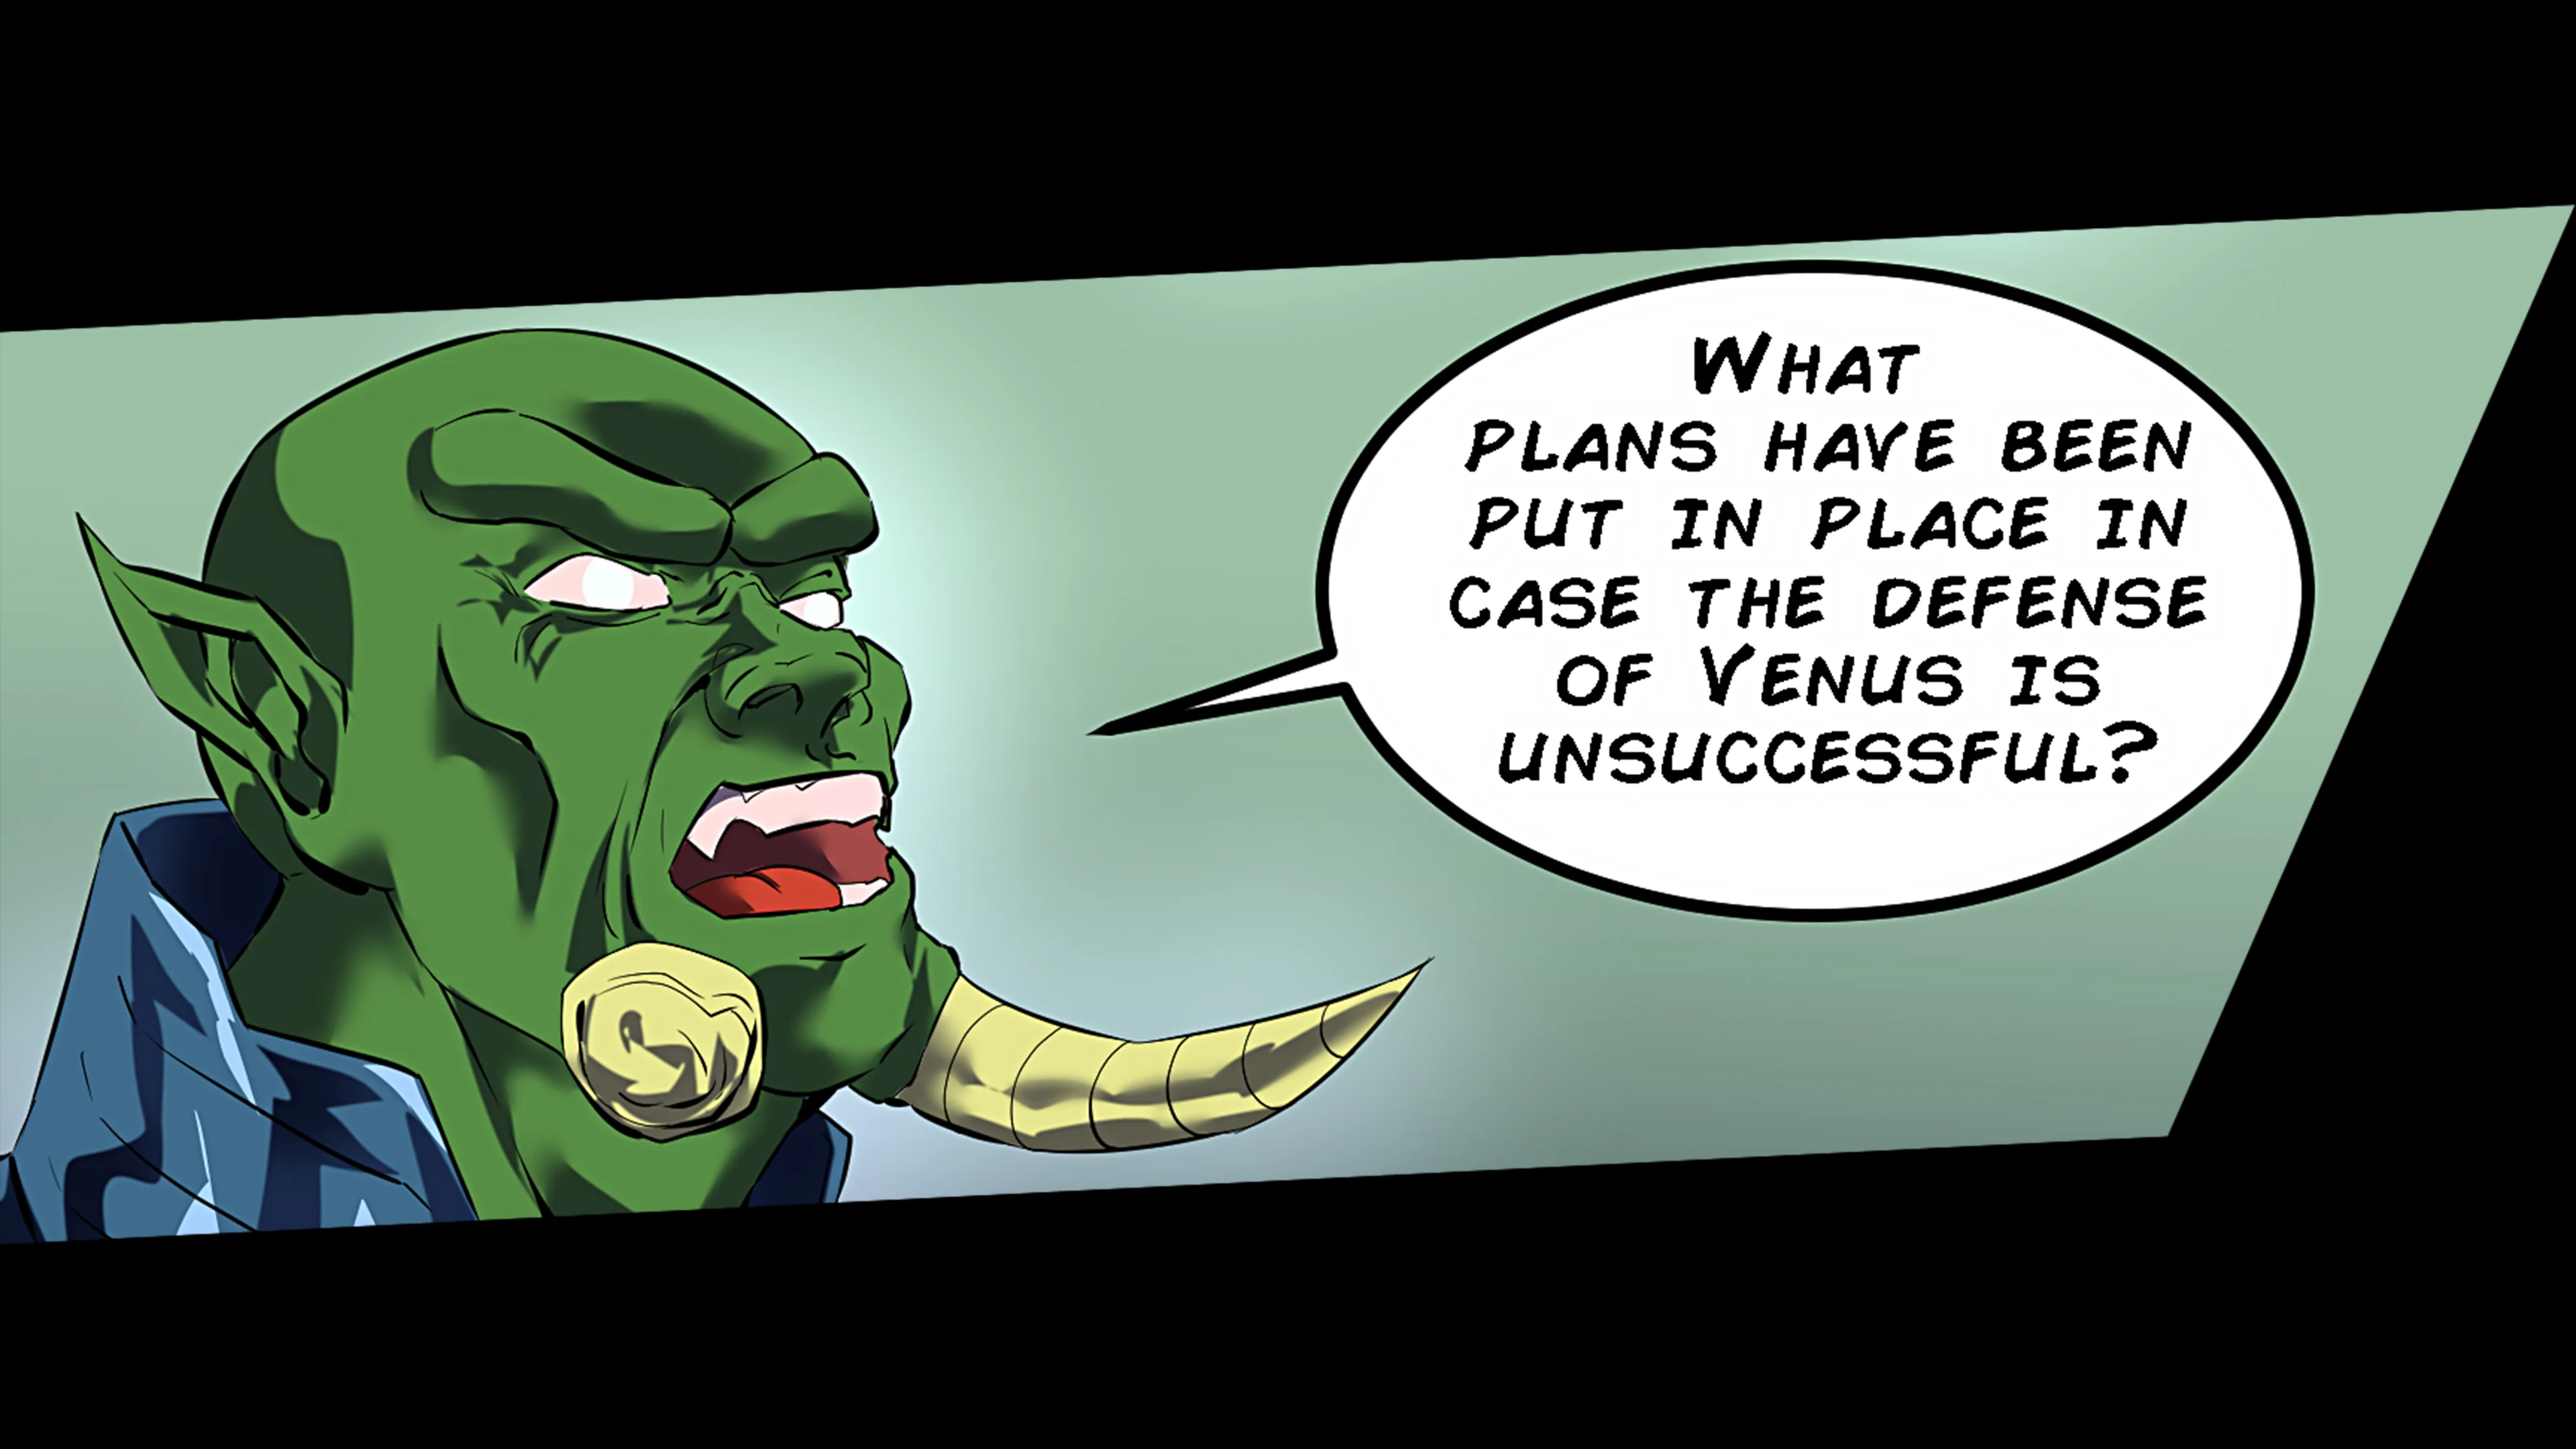 What
plans have been
put in place in
case the defense
of Venus is
unsuccessful?